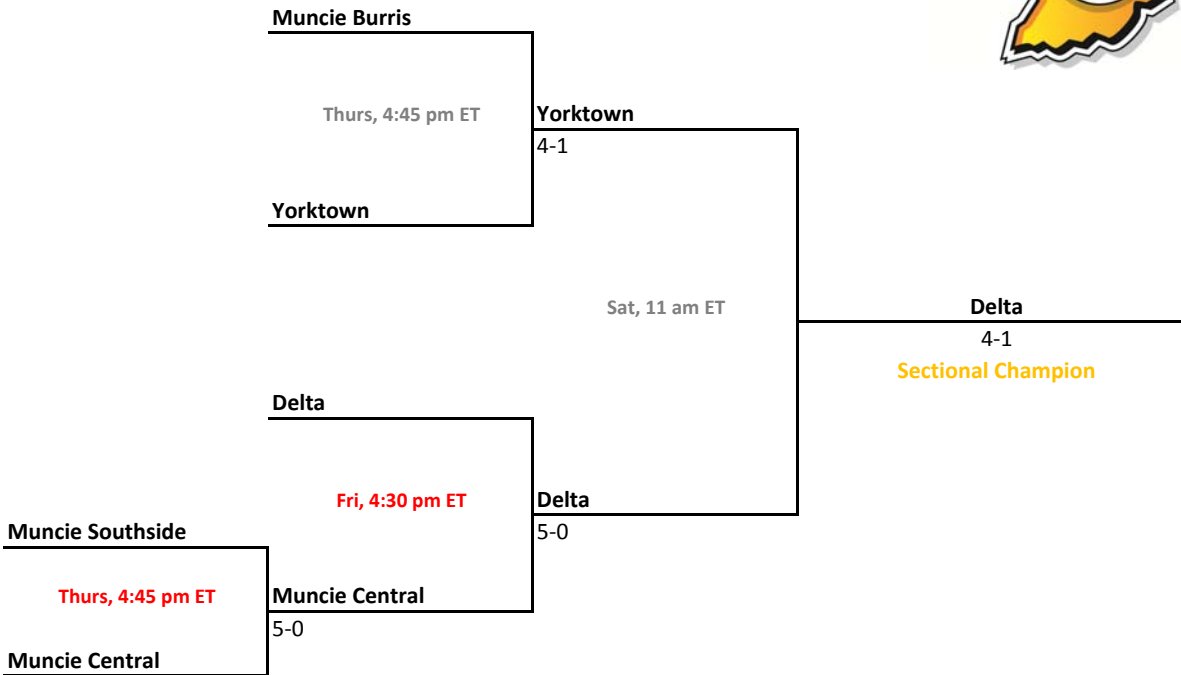 Muncie Burris
Thurs, 4:45 pm ET
Yorktown
4-1
Yorktown
Sat, 11 am ET
Delta
4-1
Sectional Champion
Delta
Fri, 4:30 pm ET
Delta
5-0
Muncie Southside
Thurs, 4:45 pm ET
Muncie Central
5-0
Muncie Central